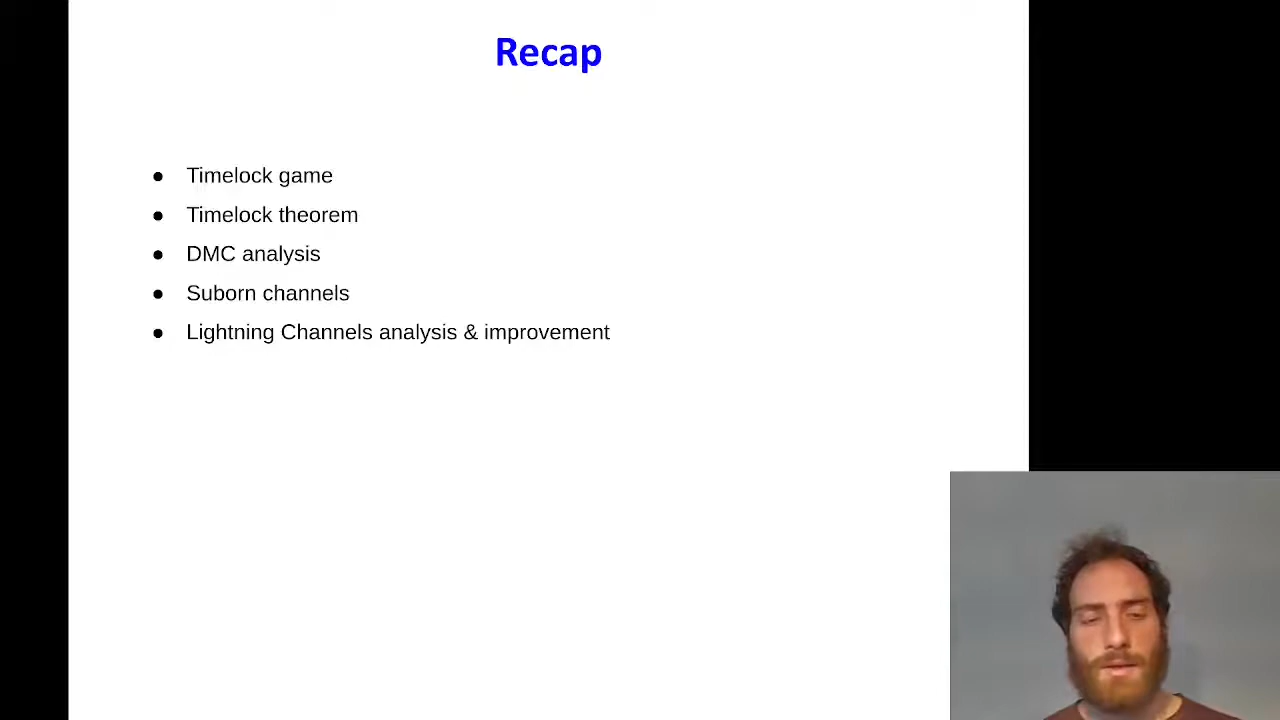 Recap
● Timelock game
● Timelock theorem
● DMC analysis
● Suborn channels
● Lightning Channels analysis & improvement